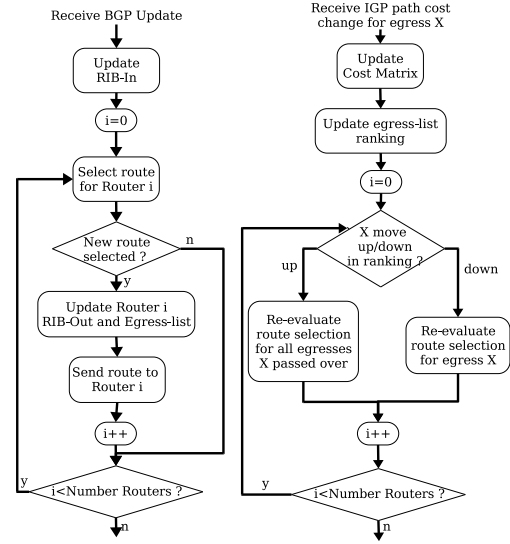 Receive BGP Update
Update
RIB-In
i=0
Select route
for Router i
New route
selected ?
n
y
Update Router i
RIB-Out and Egress-list
Send route to
Router i
i++
i<Number Routers ?
y
n
Receive IGP path cost
change for egress X
Update
Cost Matrix
Update egress-list
ranking
i=0
X move
up/down
in ranking ?
up
down
Re-evaluate
route selection
for all egresses
X passed over
Re-evaluate
route selection
for egress X
i++
i<Number Routers ?
y
n